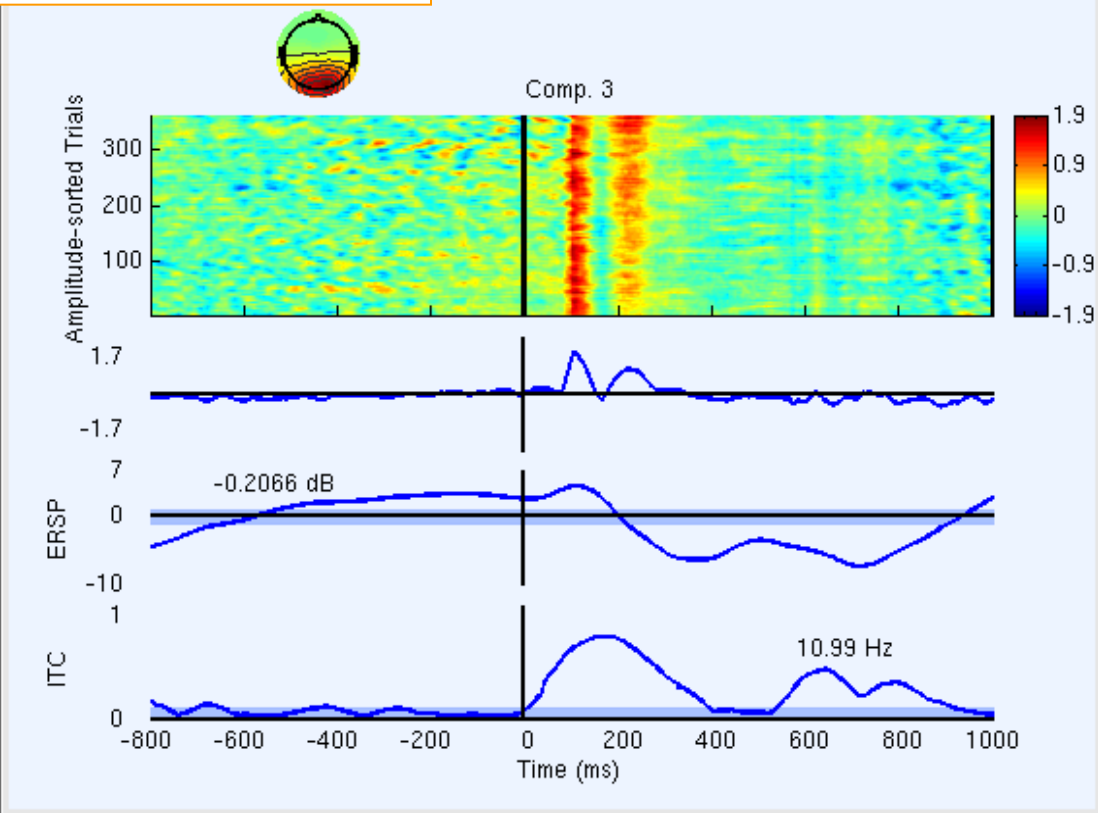 Comp. 3
Amplitude-sorted Trials
300
200
100
1.9
0.9
0
-0.9
-1.9
1.7
-1.7
ERSP
7
0
-10
-0.2066 dB
ITC
1
0
10.99 Hz
-800 -600 -400 -200 0 200 400 600 800 1000
Time (ms)